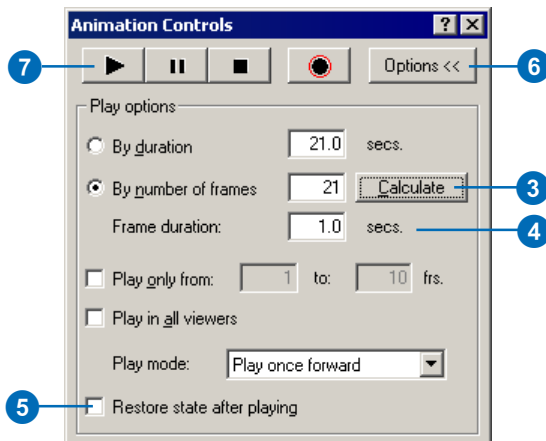 Animation Controls
7
Options <<
6
Play options
By duration 21.0 secs.
By number of frames 21 Calculate
3
Frame duration: 1.0 secs.
4
Play only from: 1 to: 10 frs.
Play in all viewers
Play mode: Play once forward
5
Restore state after playing